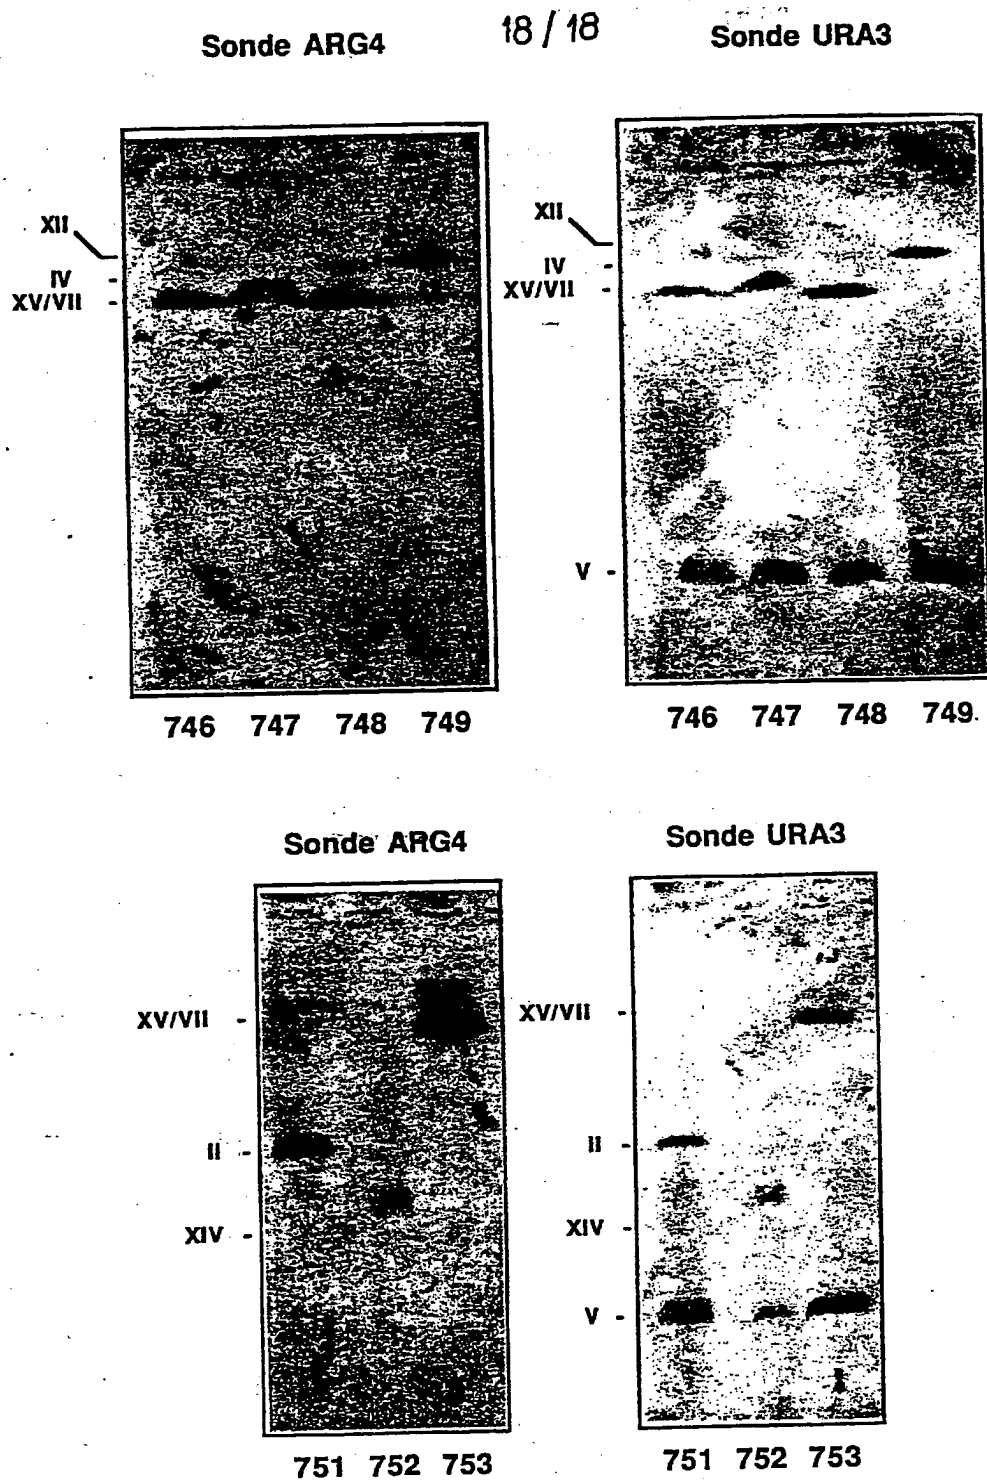 18/18
Sonde ARG4
Sonde URA3
XII
IV
XV/VII
XII
IV
XV/VII
V
746 747 748 749
746 747 748 749
Sonde ARG4
Sonde URA3
XV/VII
II
XIV
XV/VII
II
XIV
V
751 752 753
751 752 753